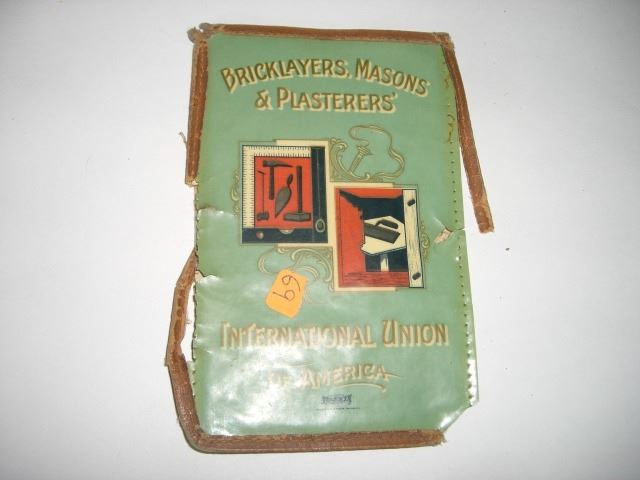 BRICKLAYERS, MASONS
& PLASTERERS'
69
INTERNATIONAL UNION
OF AMERICA